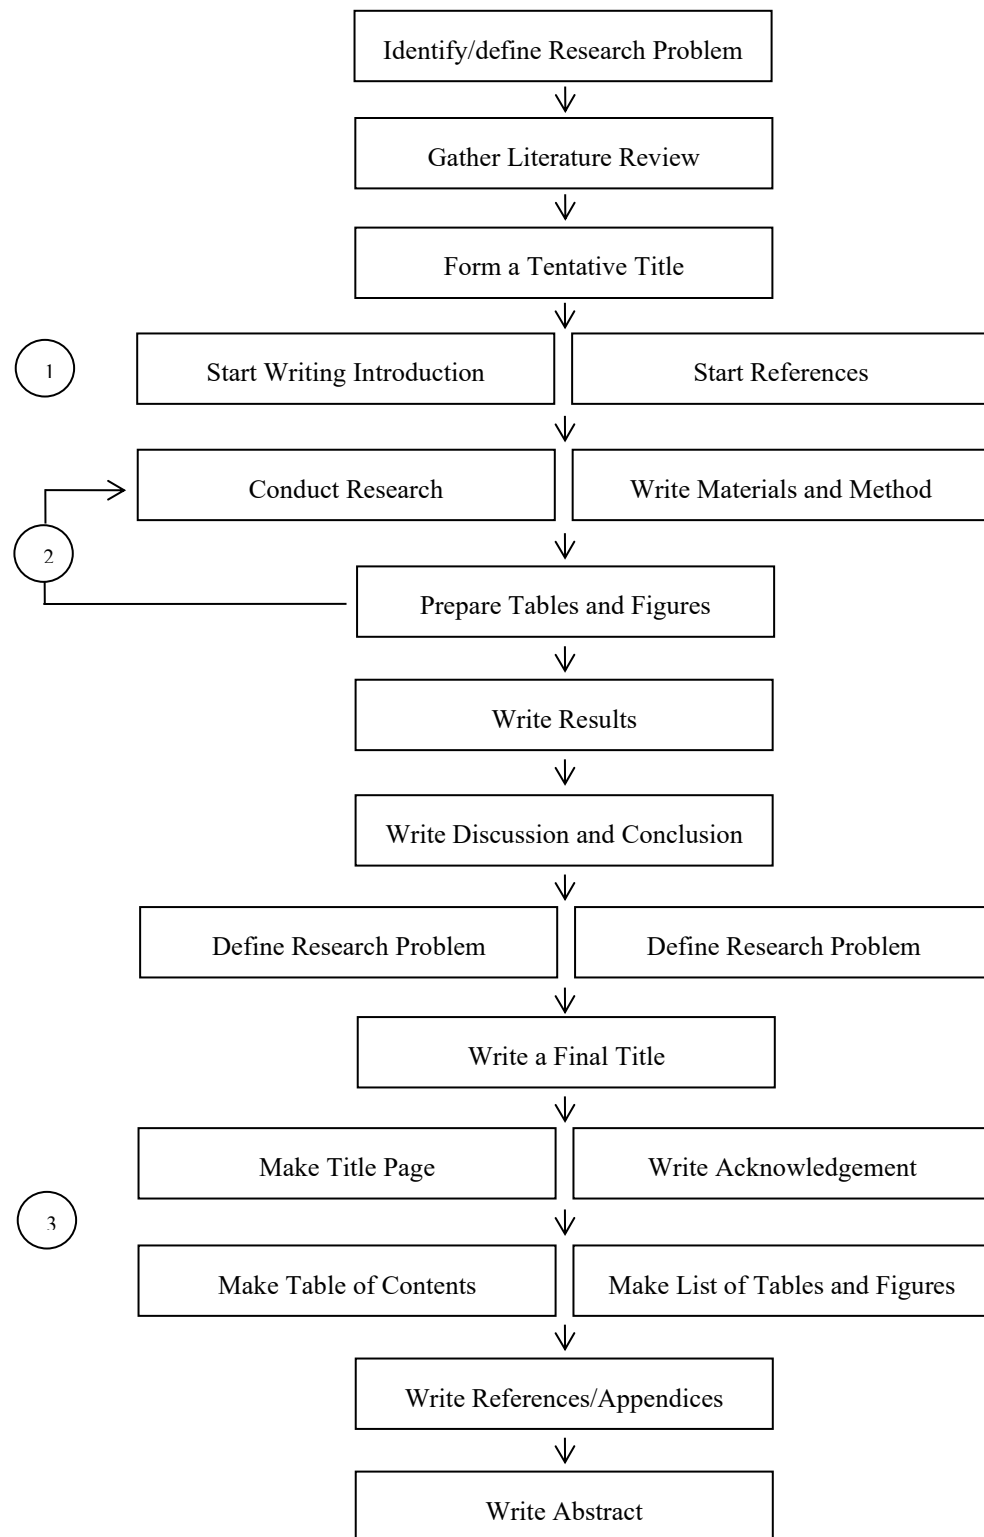 Identify/define Research Problem
Gather Literature Review
Form a Tentative Title
1
Start Writing Introduction
Start References
Conduct Research
Write Materials and Method
2
Prepare Tables and Figures
Write Results
Write Discussion and Conclusion
Define Research Problem
Define Research Problem
Write a Final Title
Make Title Page
Write Acknowledgement
3
Make Table of Contents
Make List of Tables and Figures
Write References/Appendices
Write Abstract